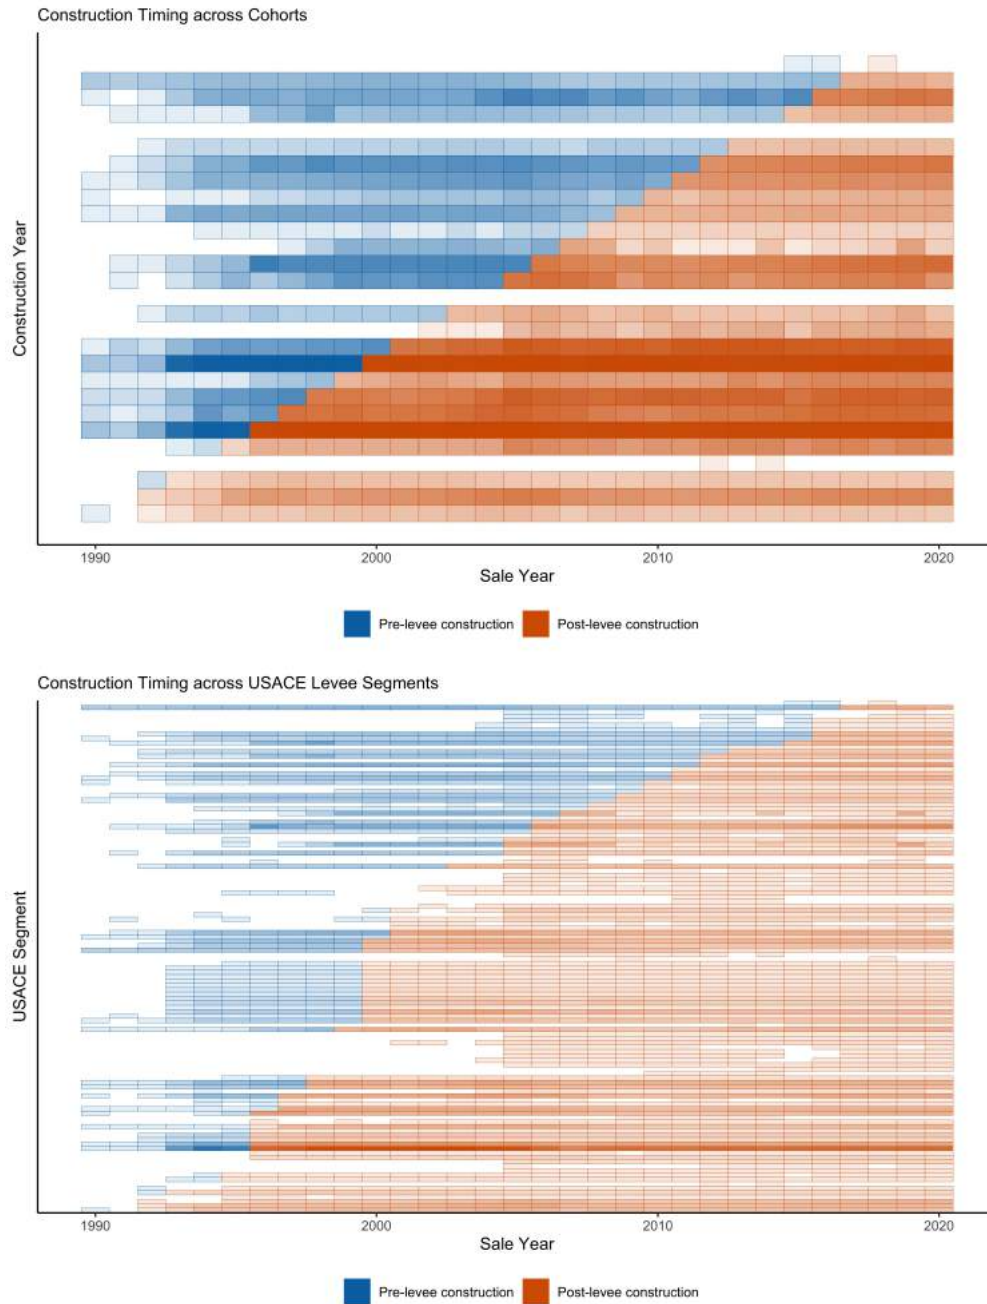 Construction Timing across Cohorts
Construction Year
1990 2000 2010 2020
Sale Year
Pre-levee construction Post-levee construction
Construction Timing across USACE Levee Segments
USACE Segment
1990 2000 2010 2020
Sale Year
Pre-levee construction Post-levee construction